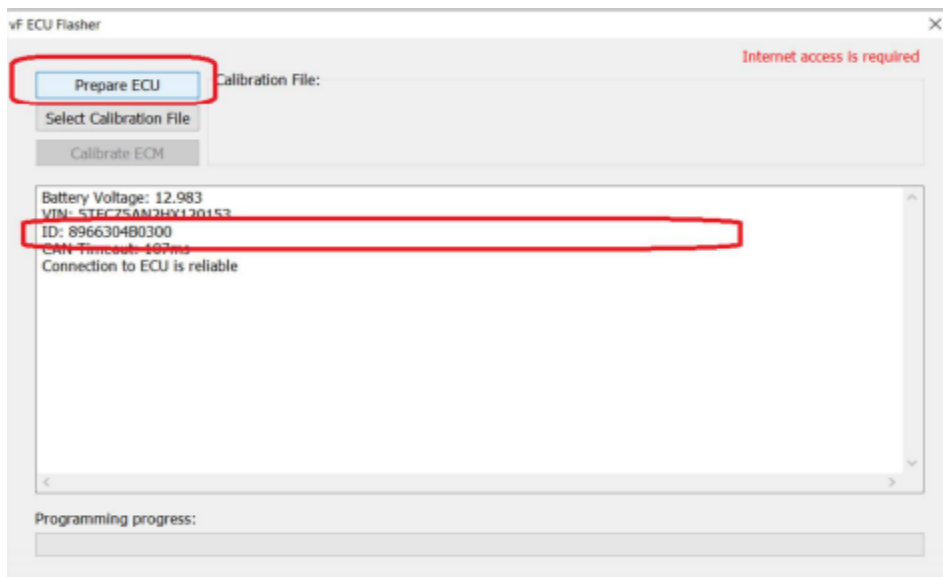 vF ECU Flasher
Internet access is required
Prepare ECU
Calibration File:
Select Calibration File
Calibrate ECM
Battery Voltage: 12.983
VIN: 5TFCZ5AN2HX120153
ID: 8966304B0300
CAN Timeout: 107ms
Connection to ECU is reliable
Programming progress: